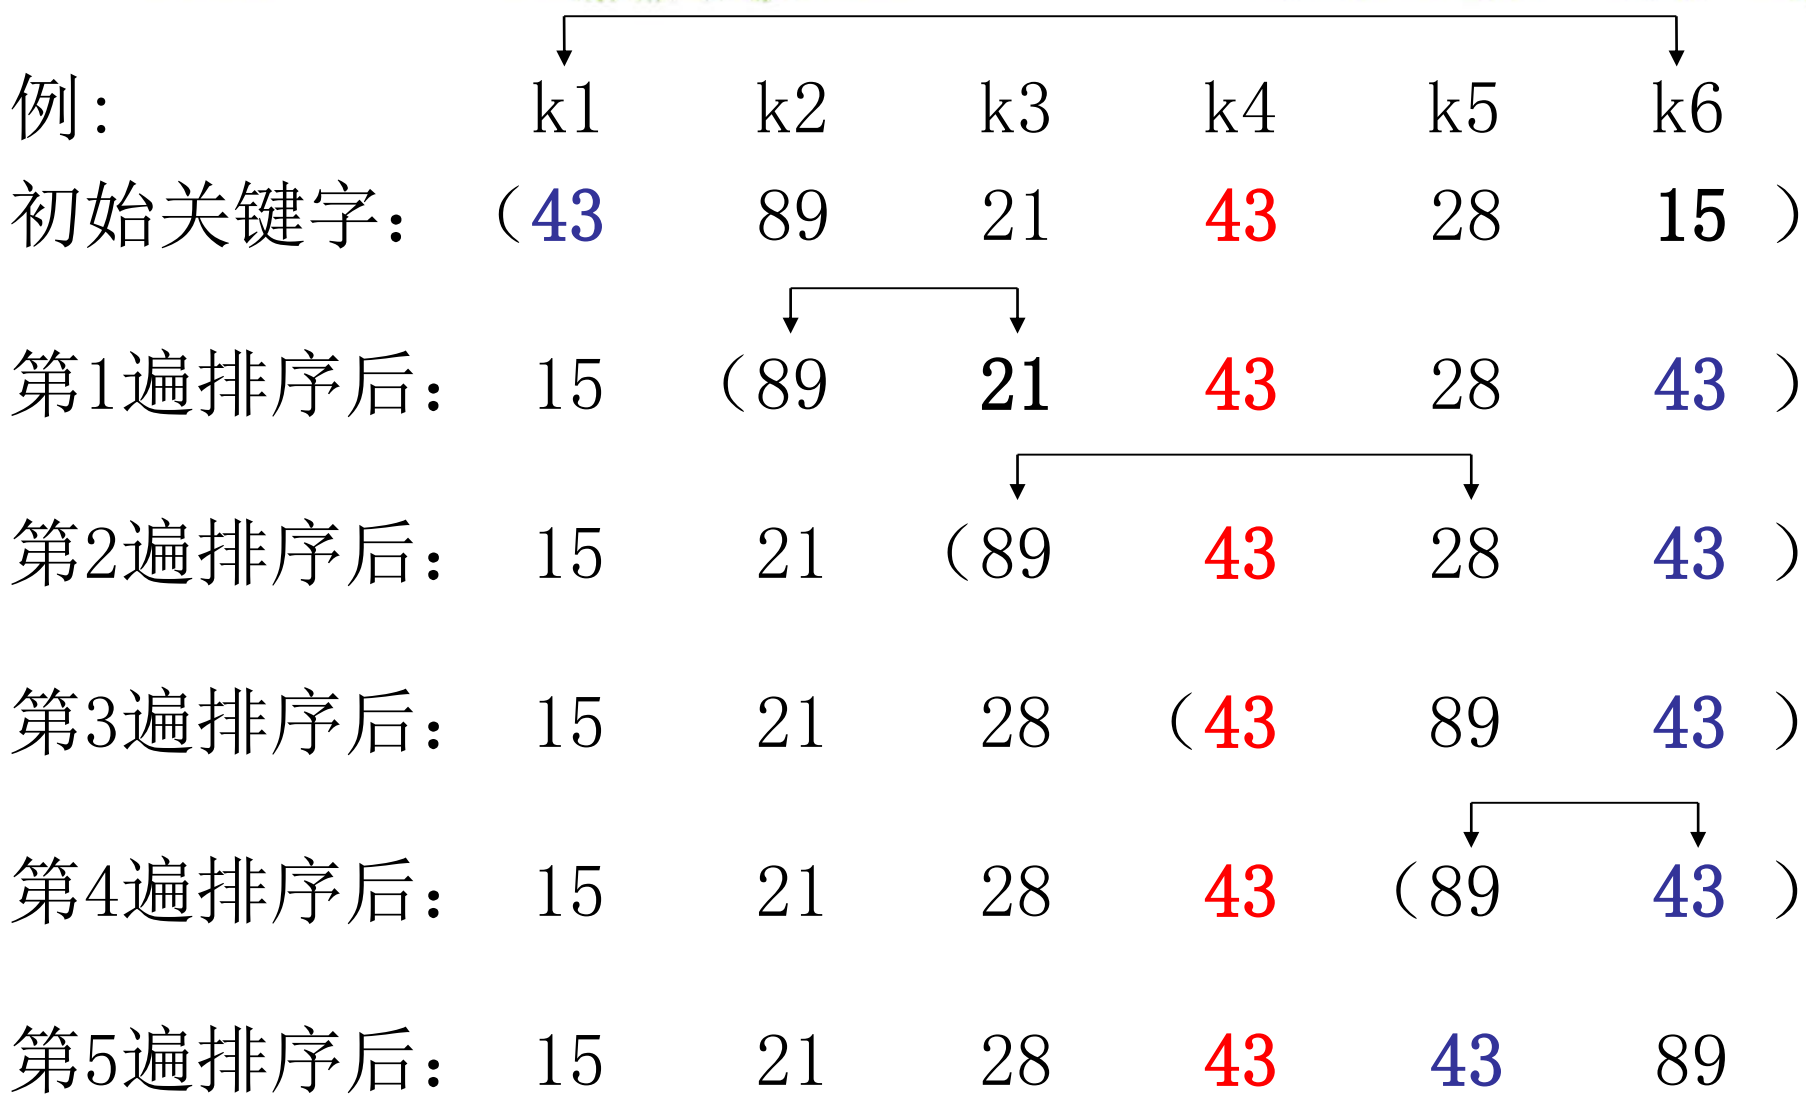 例: k1 k2 k3 k4 k5 k6
初始关键字: (43 89 21 43 28 15 )
第1遍排序后: 15 (89 21 43 28 43 )
第2遍排序后: 15 21 (89 43 28 43 )
第3遍排序后: 15 21 28 (43 89 43 )
第4遍排序后: 15 21 28 43 (89 43 )
第5遍排序后: 15 21 28 43 43 89